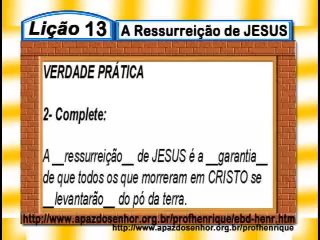 Lição 13 A Ressurreição de JESUS
VERDADE PRÁTICA
2- Complete:
A __ressurreição__ de JESUS é a __garantia__
de que todos os que morreram em CRISTO se
__levantarão__ do pó da terra.
http://www.apazdosenhor.org.br/profhenrique/ebd-henr.htm
http://www.apazdosenhor.org.br/profhenrique